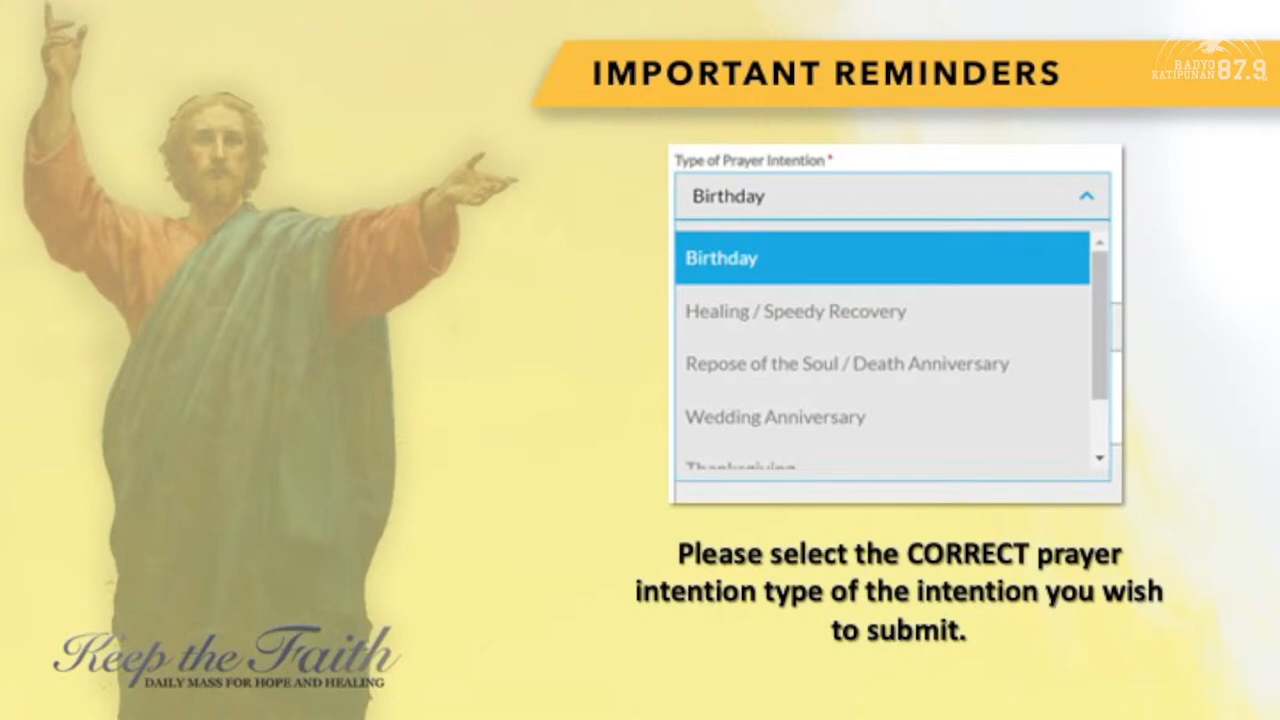 IMPORTANT REMINDERS
RADYO
KATIPUNAN 87.9
Type of Prayer Intention *
Birthday
Birthday
Healing / Speedy Recovery
Repose of the Soul / Death Anniversary
Wedding Anniversary
Thanksgiving
Please select the CORRECT prayer
intention type of the intention you wish
to submit.
Keep the Faith
DAILY MASS FOR HOPE AND HEALING